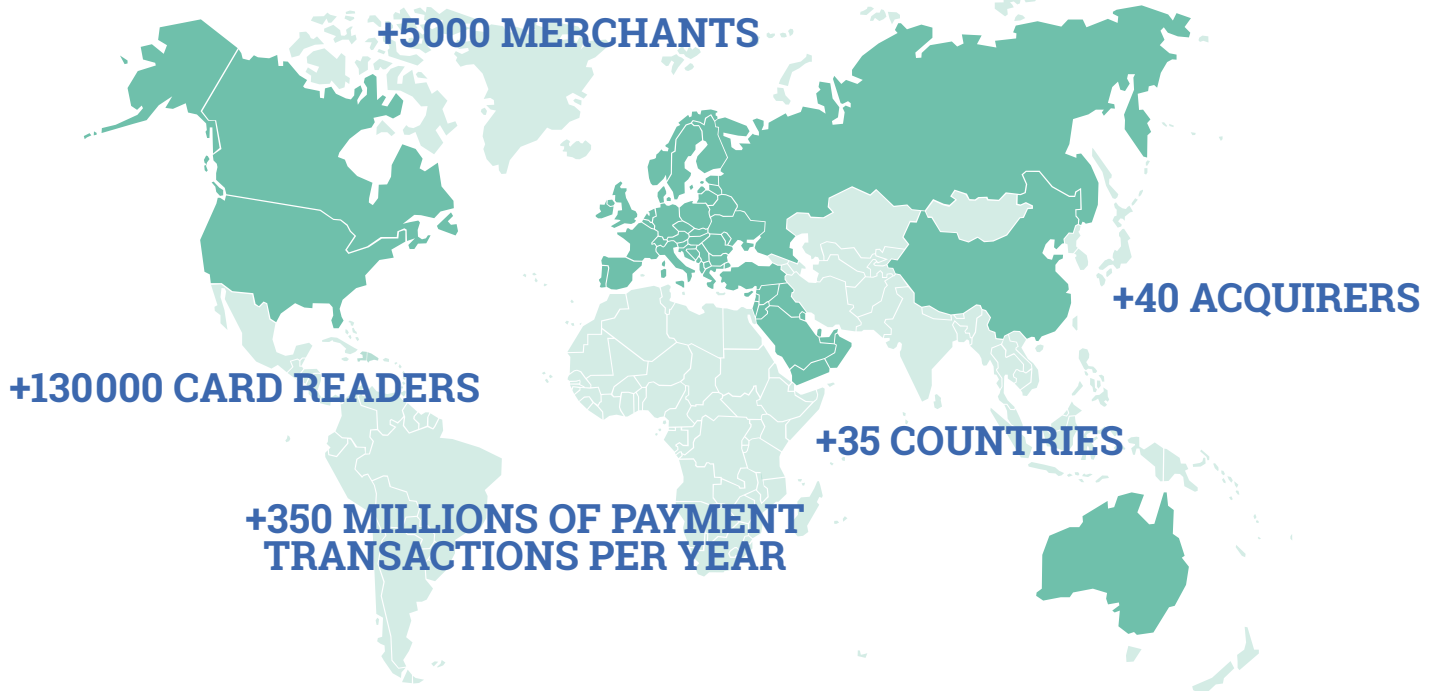 +5000 MERCHANTS
+40 ACQUIRERS
+130000 CARD READERS
+35 COUNTRIES
+350 MILLIONS OF PAYMENT
TRANSACTIONS PER YEAR